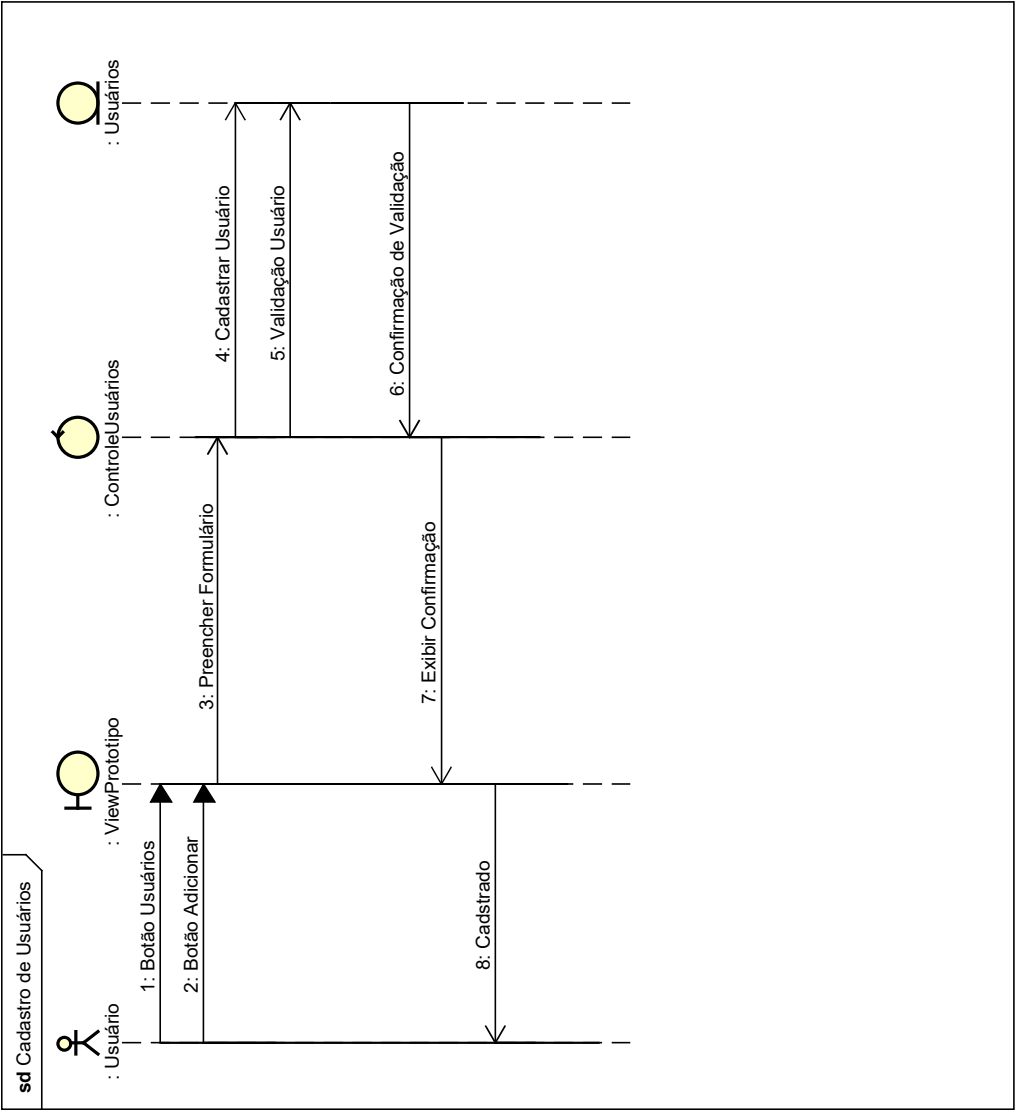 sd Cadastro de Usuários
: Usuário
: ViewPrototipo
: ControleUsuários
: Usuários
1: Botão Usuários
2: Botão Adicionar
3: Preencher Formulário
4: Cadastrar Usuário
5: Validação Usuário
6: Confirmação de Validação
7: Exibir Confirmação
8: Cadstrado